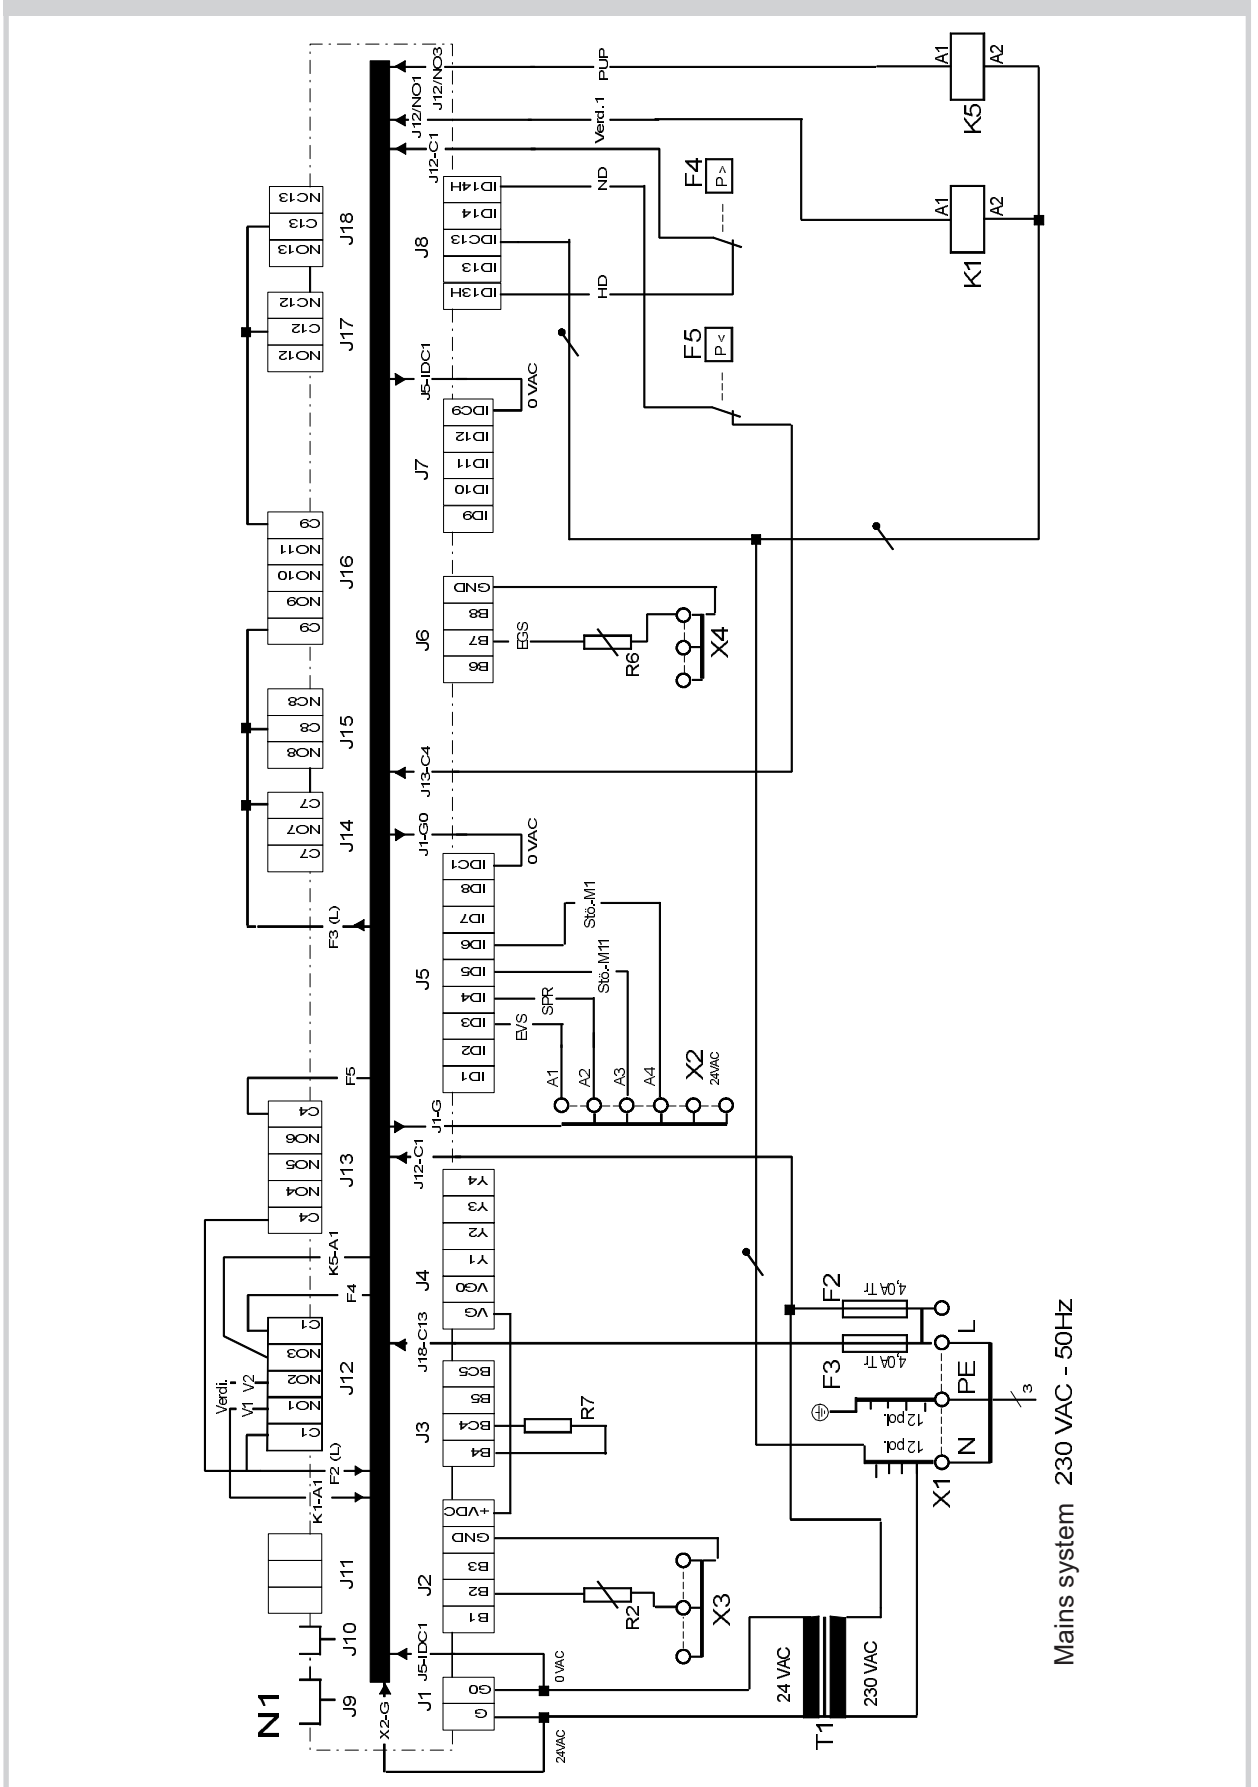 N1
J9
J10
J11
J12
C1
NO1
NO2
NO3
C1
J13
C4
NO4
NO5
NO6
C4
J14
C7
NO7
C7
J15
NO8
C8
NC8
J16
C9
NO9
NO10
NO11
C9
J17
NO12
C12
NC12
J18
NO13
C13
NC13
K1-A1
F2 (L)
Verdi.
V1 V2
F4
K5-A1
F5
F3 (L)
X2-G
J5-IDC1
J18-C13
J12-C1
J1-G
J1-G0
J13-C4
J5-IDC1
J12-C1
J12/NO1
J12/NO3
J1
G
G0
J2
B1
B2
B3
GND
+VDC
J3
B4
BC4
B5
BC5
J4
VG
VG0
Y1
Y2
Y3
Y4
J5
ID1
ID2
ID3
ID4
ID5
ID6
ID7
ID8
IDC1
J6
B6
B7
B8
GND
J7
ID9
ID10
ID11
ID12
IDC9
J8
ID13H
ID13
IDC13
ID14
ID14H
24VAC
0 VAC
R2
X3
R7
EVS
SPR
Stö.-M11
Stö.-M1
0 VAC
A1
A2
A3
A4
X2
24VAC
EGS
R6
X4
0 VAC
HD
ND
Verd.1
PUP
F5
P <
F4
P >
T1
24 VAC
230 VAC
X1
N
PE
L
12 pol.
12 pol.
F3
4,0A Tr
F2
4,0A Tr
3
K1
A1
A2
K5
A1
A2
Mains system 230 VAC - 50Hz